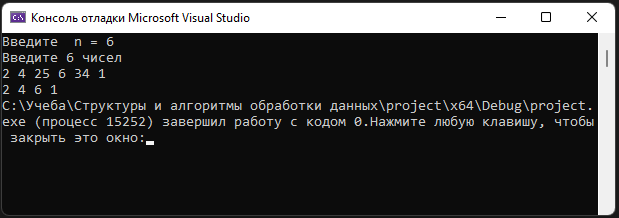 Консоль отладки Microsoft Visual Studio
Введите  n = 6
Введите 6 чисел
2 4 25 6 34 1
2 4 6 1
C:\Учеба\Структуры и алгоритмы обработки данных\project\x64\Debug\project.
exe (процесс 15252) завершил работу с кодом 0.Нажмите любую клавишу, чтобы
 закрыть это окно: